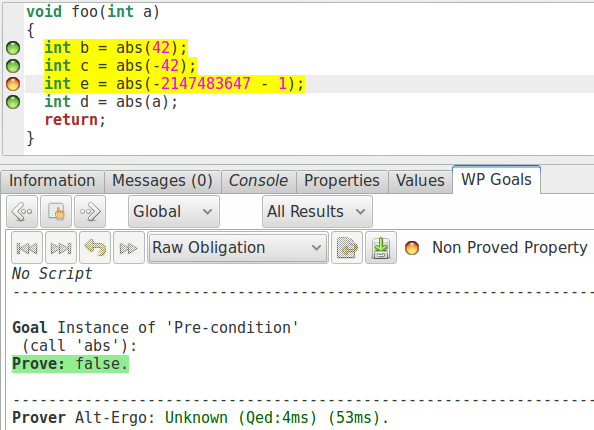 void foo(int a)
{
int b = abs(42);
int c = abs(-42);
int e = abs(-2147483647 - 1);
int d = abs(a);
return;
}
Information Messages (0) Console Properties Values WP Goals
Global All Results
Raw Obligation Non Proved Property
No Script
--------------------------------------------------------------
Goal Instance of 'Pre-condition'
(call 'abs'):
Prove: false.
--------------------------------------------------------------
Prover Alt-Ergo: Unknown (Qed:4ms) (53ms).